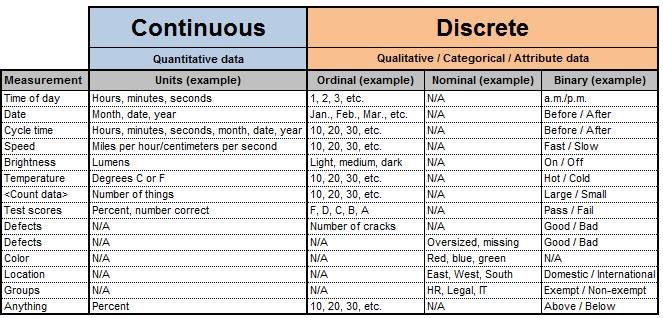 Continuous Discrete
Quantitative data Qualitative / Categorical / Attribute data
Measurement Units (example) Ordinal (example) Nominal (example) Binary (example)
Time of day Hours, minutes, seconds 1, 2, 3, etc. N/A a.m./p.m.
Date Month, date, year Jan., Feb., Mar., etc. N/A Before / After
Cycle time Hours, minutes, seconds, month, date, year 10, 20, 30, etc. N/A Before / After
Speed Miles per hour/centimeters per second 10, 20, 30, etc. N/A Fast / Slow
Brightness Lumens Light, medium, dark N/A On / Off
Temperature Degrees C or F 10, 20, 30, etc. N/A Hot / Cold
<Count data> Number of things 10, 20, 30, etc. N/A Large / Small
Test scores Percent, number correct F, D, C, B, A N/A Pass / Fail
Defects N/A Number of cracks N/A Good / Bad
Defects N/A N/A Oversized, missing Good / Bad
Color N/A N/A Red, blue, green N/A
Location N/A N/A East, West, South Domestic / International
Groups N/A N/A HR, Legal, IT Exempt / Non-exempt
Anything Percent 10, 20, 30, etc. N/A Above / Below